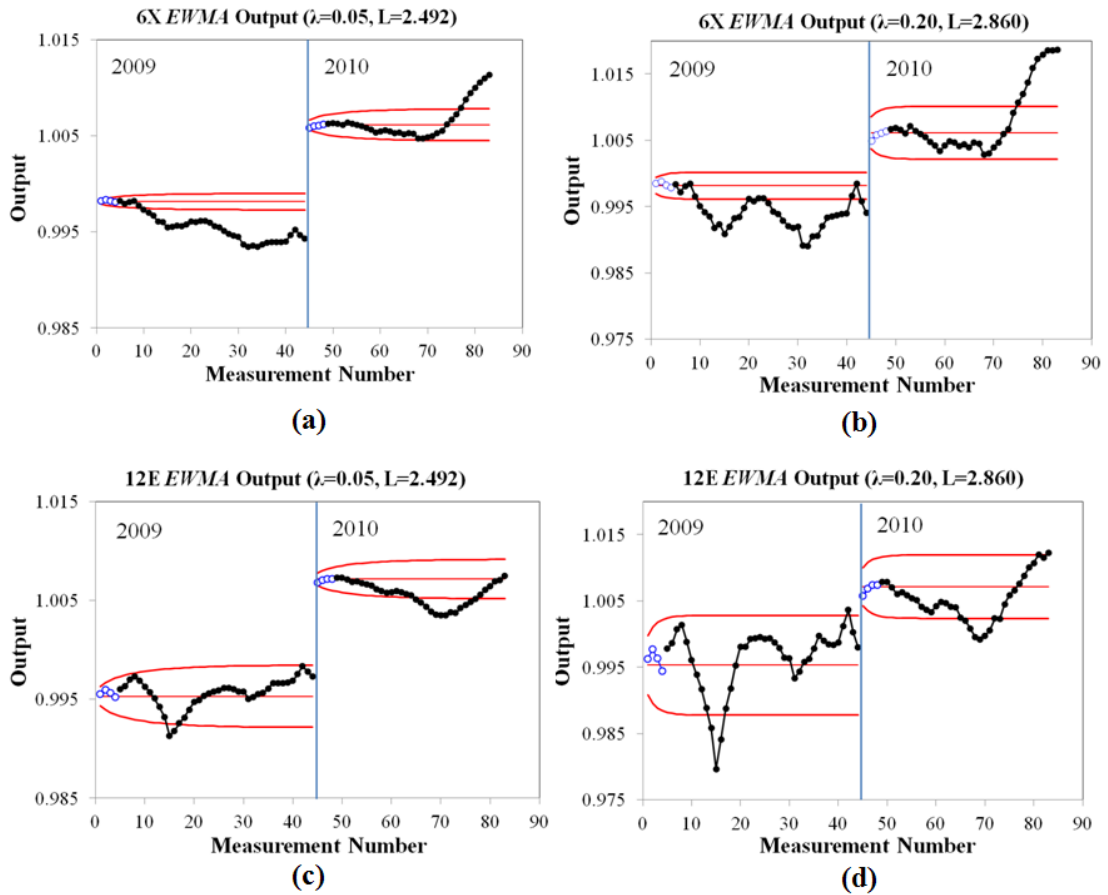 6X EWMA Output (λ=0.05, L=2.492)
1.015
1.005
0.995
0.985
Output
2009
2010
0 10 20 30 40 50 60 70 80 90
Measurement Number
(a)
6X EWMA Output (λ=0.20, L=2.860)
1.015
1.005
0.995
0.985
0.975
Output
2009
2010
0 10 20 30 40 50 60 70 80 90
Measurement Number
(b)
12E EWMA Output (λ=0.05, L=2.492)
1.015
1.005
0.995
0.985
Output
2009
2010
0 10 20 30 40 50 60 70 80 90
Measurement Number
(c)
12E EWMA Output (λ=0.20, L=2.860)
1.015
1.005
0.995
0.985
0.975
Output
2009
2010
0 10 20 30 40 50 60 70 80 90
Measurement Number
(d)